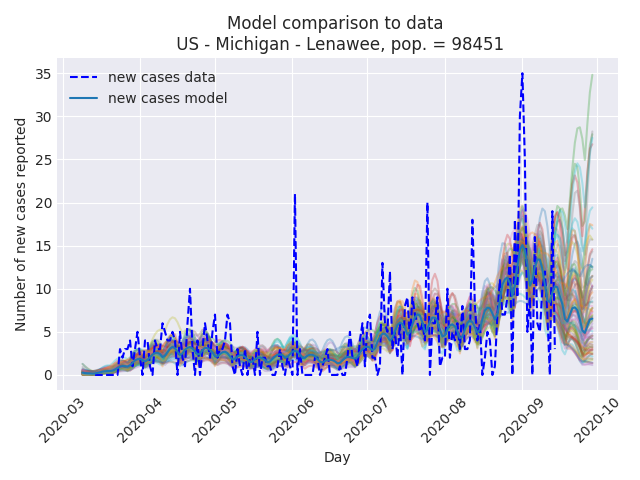 Model comparison to data
US - Michigan - Lenawee, pop. = 98451
new cases data
new cases model
Number of new cases reported
35
30
25
20
15
10
5
0
2020-03
2020-04
2020-05
2020-06
2020-07
2020-08
2020-09
2020-10
Day